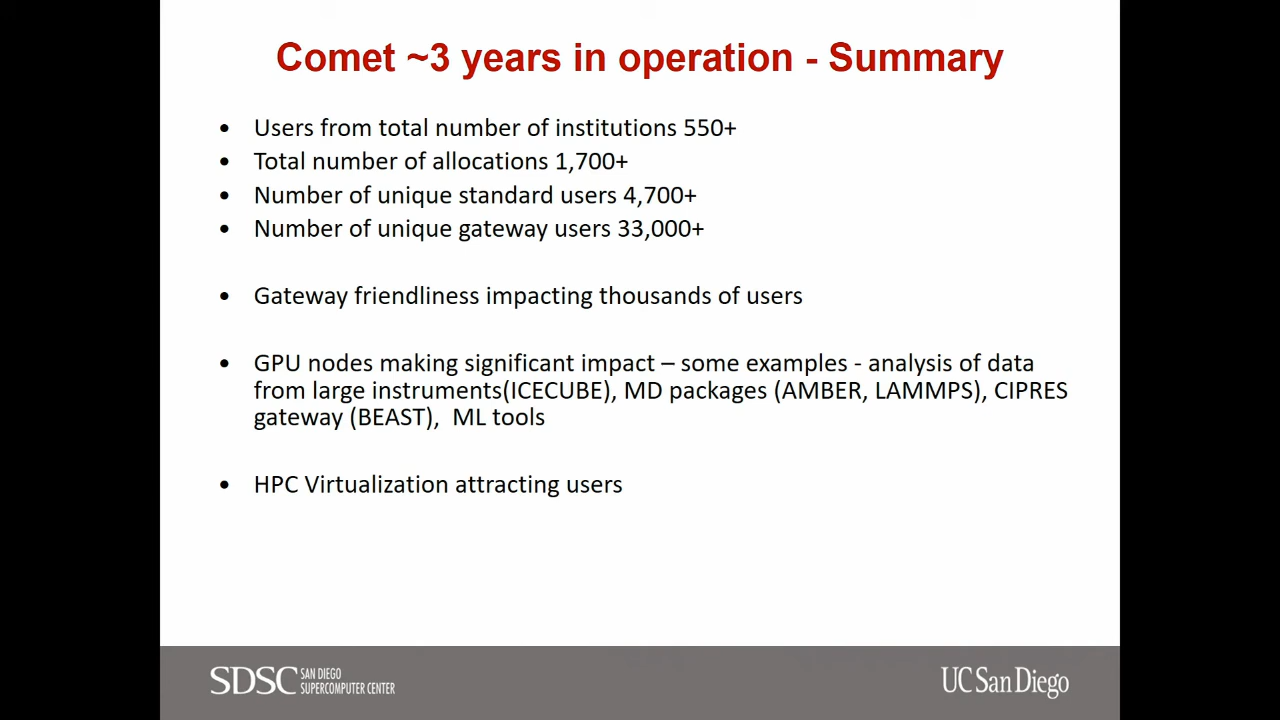 Comet ~3 years in operation - Summary
• Users from total number of institutions 550+
• Total number of allocations 1,700+
• Number of unique standard users 4,700+
• Number of unique gateway users 33,000+
• Gateway friendliness impacting thousands of users
• GPU nodes making significant impact – some examples - analysis of data
from large instruments(ICECUBE), MD packages (AMBER, LAMMPS), CIPRES
gateway (BEAST),  ML tools
• HPC Virtualization attracting users
SDSC SAN DIEGO
SUPERCOMPUTER CENTER
UC San Diego